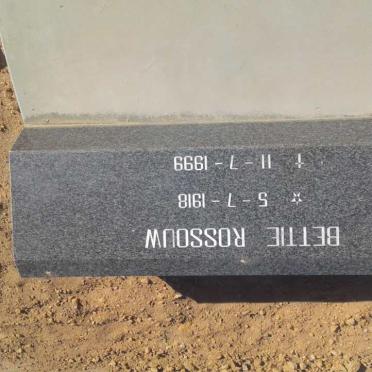 BETTIE ROSSOUW
☆ 5 - 7 - 1918
† 11 - 7 - 1999